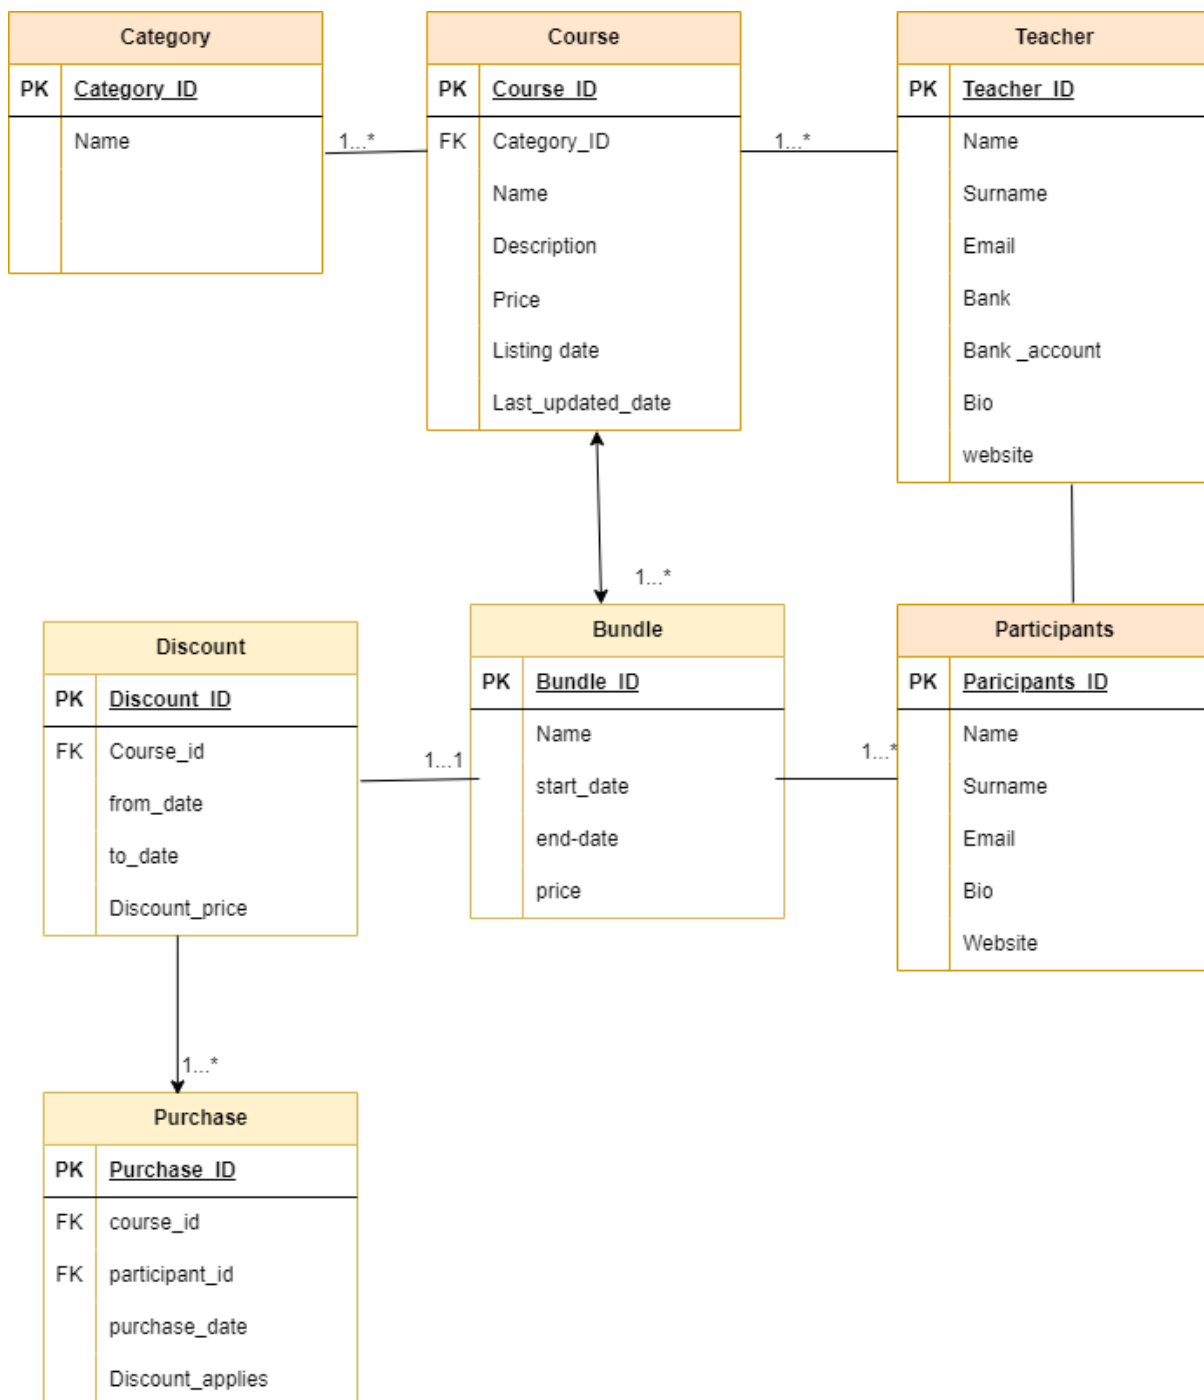 Category
PK Category_ID
Name
1...*
Course
PK Course_ID
FK Category_ID
Name
Description
Price
Listing date
Last_updated_date
1...*
Teacher
PK Teacher_ID
Name
Surname
Email
Bank
Bank _account
Bio
website
1...*
Discount
PK Discount_ID
FK Course_id
from_date
to_date
Discount_price
1...1
Bundle
PK Bundle_ID
Name
start_date
end-date
price
1...*
Participants
PK Paricipants_ID
Name
Surname
Email
Bio
Website
1...*
Purchase
PK Purchase_ID
FK course_id
FK participant_id
purchase_date
Discount_applies